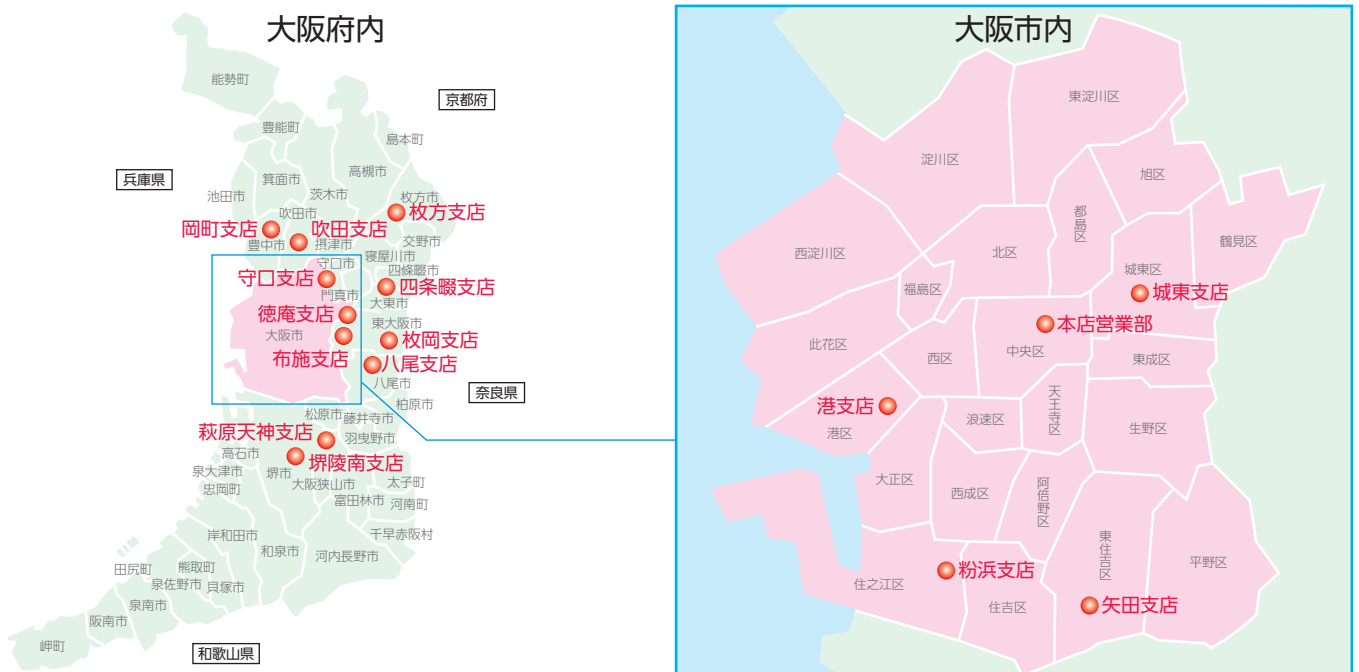 大阪府内
能勢町
京都府
豊能町
島本町
高槻市
兵庫県
箕面市
茨木市
池田市
枚方市
吹田市
枚方支店
岡町支店
吹田支店
豊中市
摂津市
交野市
寝屋川市
守口市
四條畷市
守口支店
四条畷支店
門真市
大東市
徳庵支店
東大阪市
大阪市
枚岡支店
布施支店
八尾支店
八尾市
奈良県
柏原市
松原市
藤井寺市
萩原天神支店
羽曳野市
高石市
堺陵南支店
泉大津市
堺市
忠岡町
大阪狭山市
太子町
富田林市
河南町
岸和田市
千早赤阪村
和泉市
河内長野市
田尻町
熊取町
泉佐野市
貝塚市
泉南市
阪南市
岬町
和歌山県
大阪市内
東淀川区
淀川区
旭区
都島区
西淀川区
北区
鶴見区
城東区
福島区
城東支店
本店営業部
此花区
西区
中央区
東成区
天王寺区
港支店
港区
浪速区
生野区
大正区
西成区
阿倍野区
東住吉区
平野区
粉浜支店
住之江区
住吉区
矢田支店